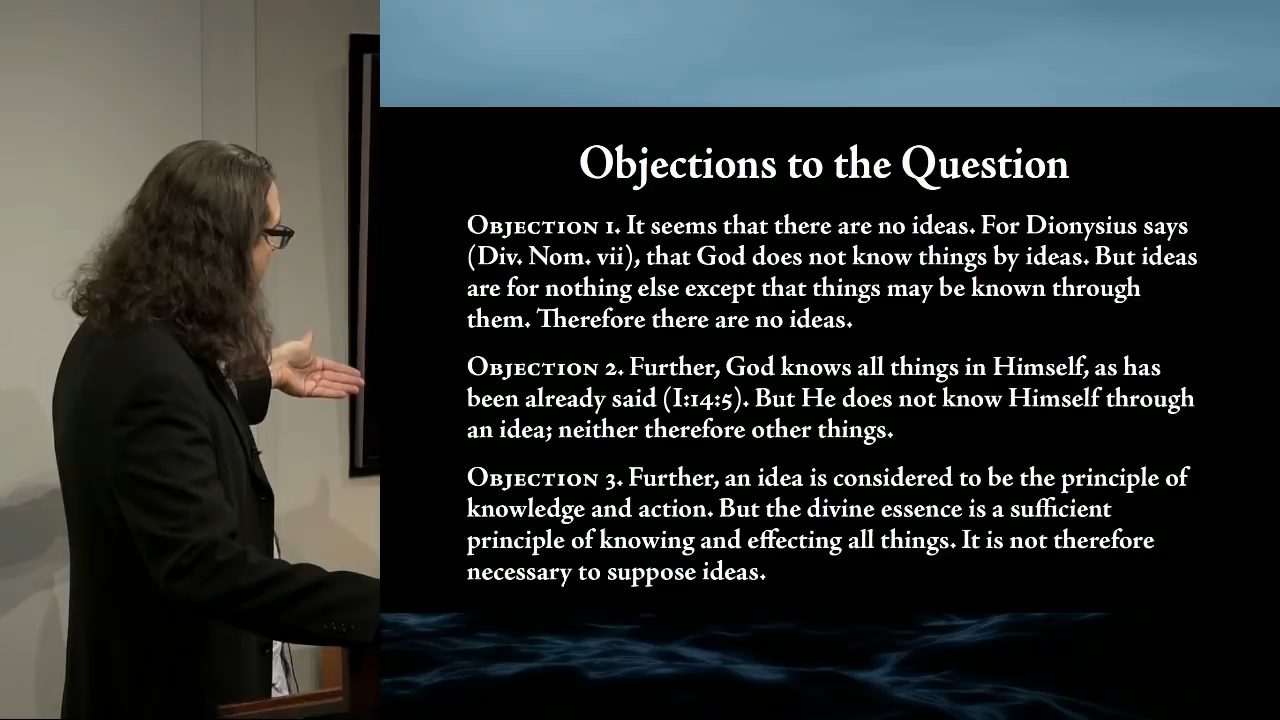 Objections to the Question
Objection 1. It seems that there are no ideas. For Dionysius says
(Div. Nom. vii), that God does not know things by ideas. But ideas
are for nothing else except that things may be known through
them. Therefore there are no ideas.
Objection 2. Further, God knows all things in Himself, as has
been already said (I:14:5). But He does not know Himself through
an idea; neither therefore other things.
Objection 3. Further, an idea is considered to be the principle of
knowledge and action. But the divine essence is a sufficient
principle of knowing and effecting all things. It is not therefore
necessary to suppose ideas.